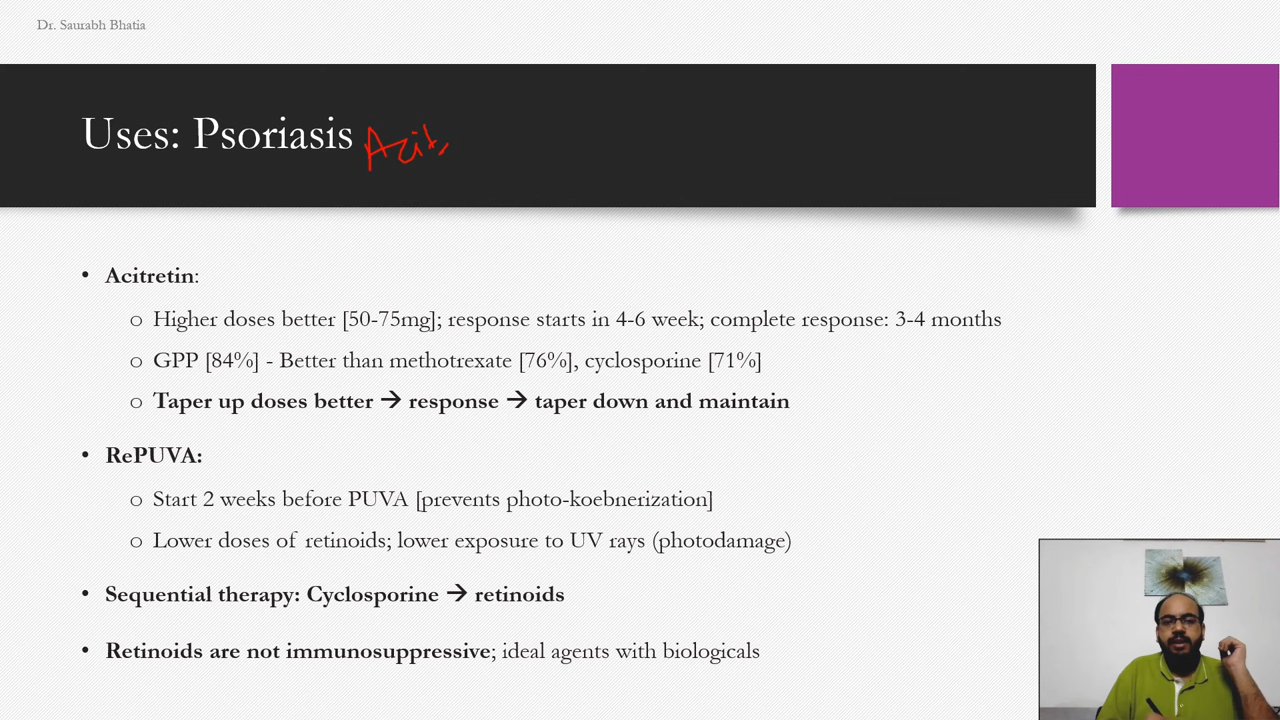 Dr. Saurabh Bhatia
Uses: Psoriasis Acit,
• Acitretin:
o Higher doses better [50-75mg]; response starts in 4-6 week; complete response: 3-4 months
o GPP [84%] - Better than methotrexate [76%], cyclosporine [71%]
o Taper up doses better → response → taper down and maintain
• RePUVA:
o Start 2 weeks before PUVA [prevents photo-koebnerization]
o Lower doses of retinoids; lower exposure to UV rays (photodamage)
• Sequential therapy: Cyclosporine → retinoids
• Retinoids are not immunosuppressive; ideal agents with biologicals